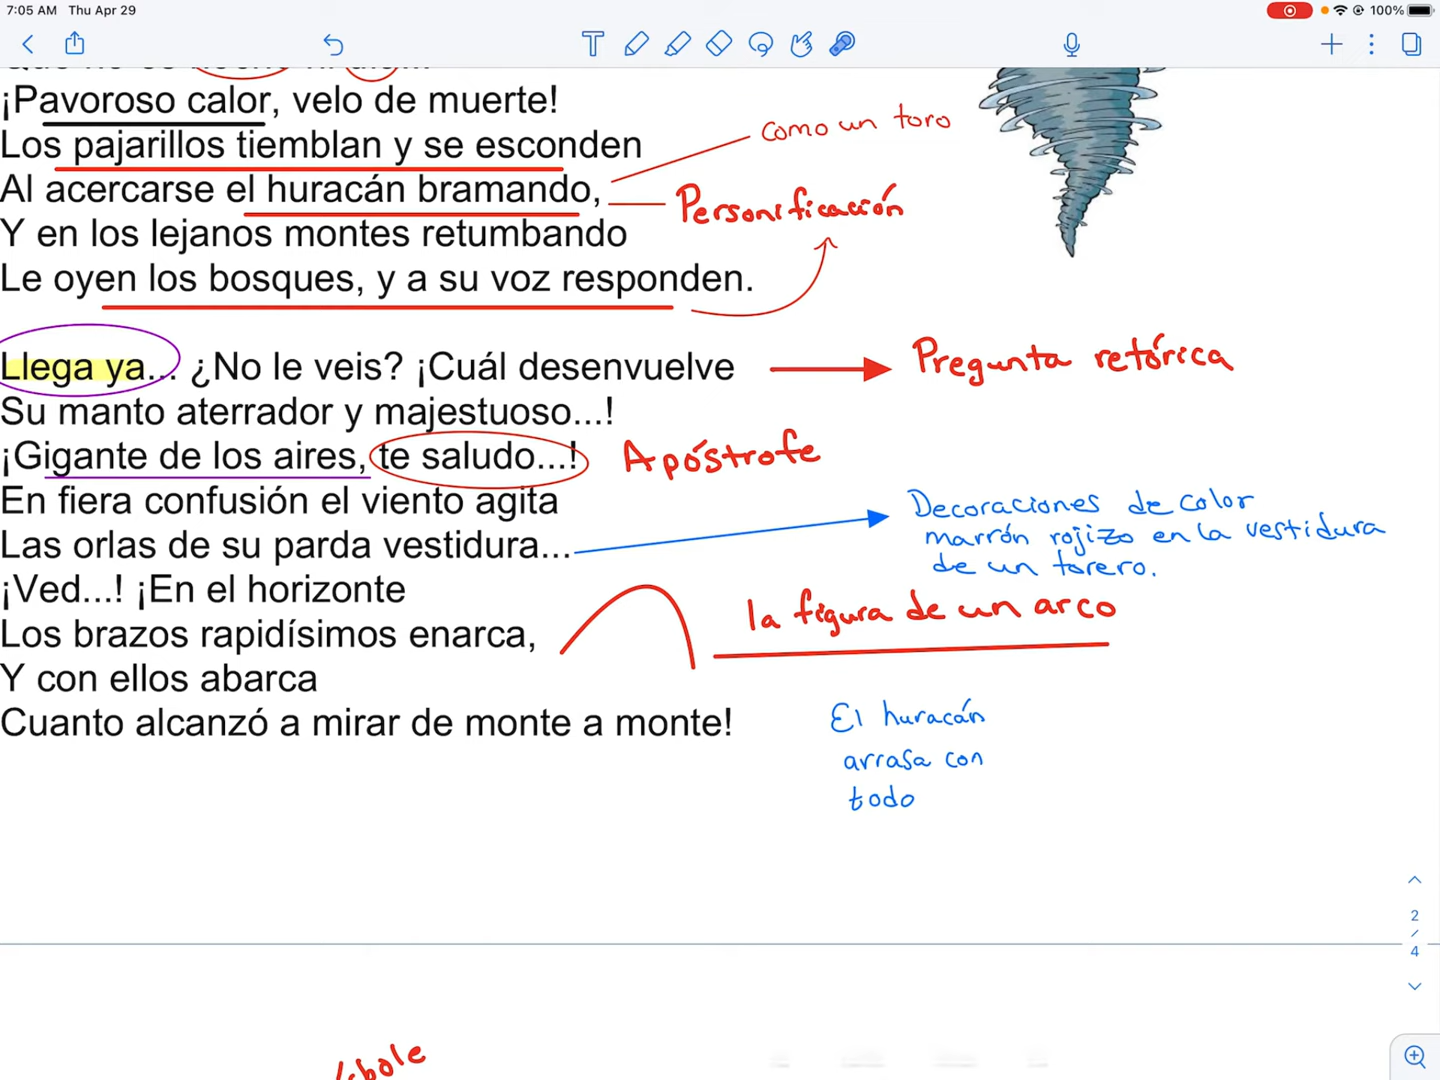 7:05 AM Thu Apr 29
100%
¡Pavoroso calor, velo de muerte!
como un toro
Los pajarillos tiemblan y se esconden
Al acercarse el huracán bramando,
Personificación
Y en los lejanos montes retumbando
Le oyen los bosques, y a su voz responden.
Llega ya... ¿No le veis? ¡Cuál desenvuelve
Pregunta retórica
Su manto aterrador y majestuoso...!
¡Gigante de los aires, te saludo...!
Apóstrofe
En fiera confusión el viento agita
Decoraciones de color
marrón rojizo en la vestidura
de un torero.
Las orlas de su parda vestidura...
¡Ved...! ¡En el horizonte
la figura de un arco
Los brazos rapidísimos enarca,
Y con ellos abarca
Cuanto alcanzó a mirar de monte a monte!
El huracán
arrasa con
todo
2
/
4